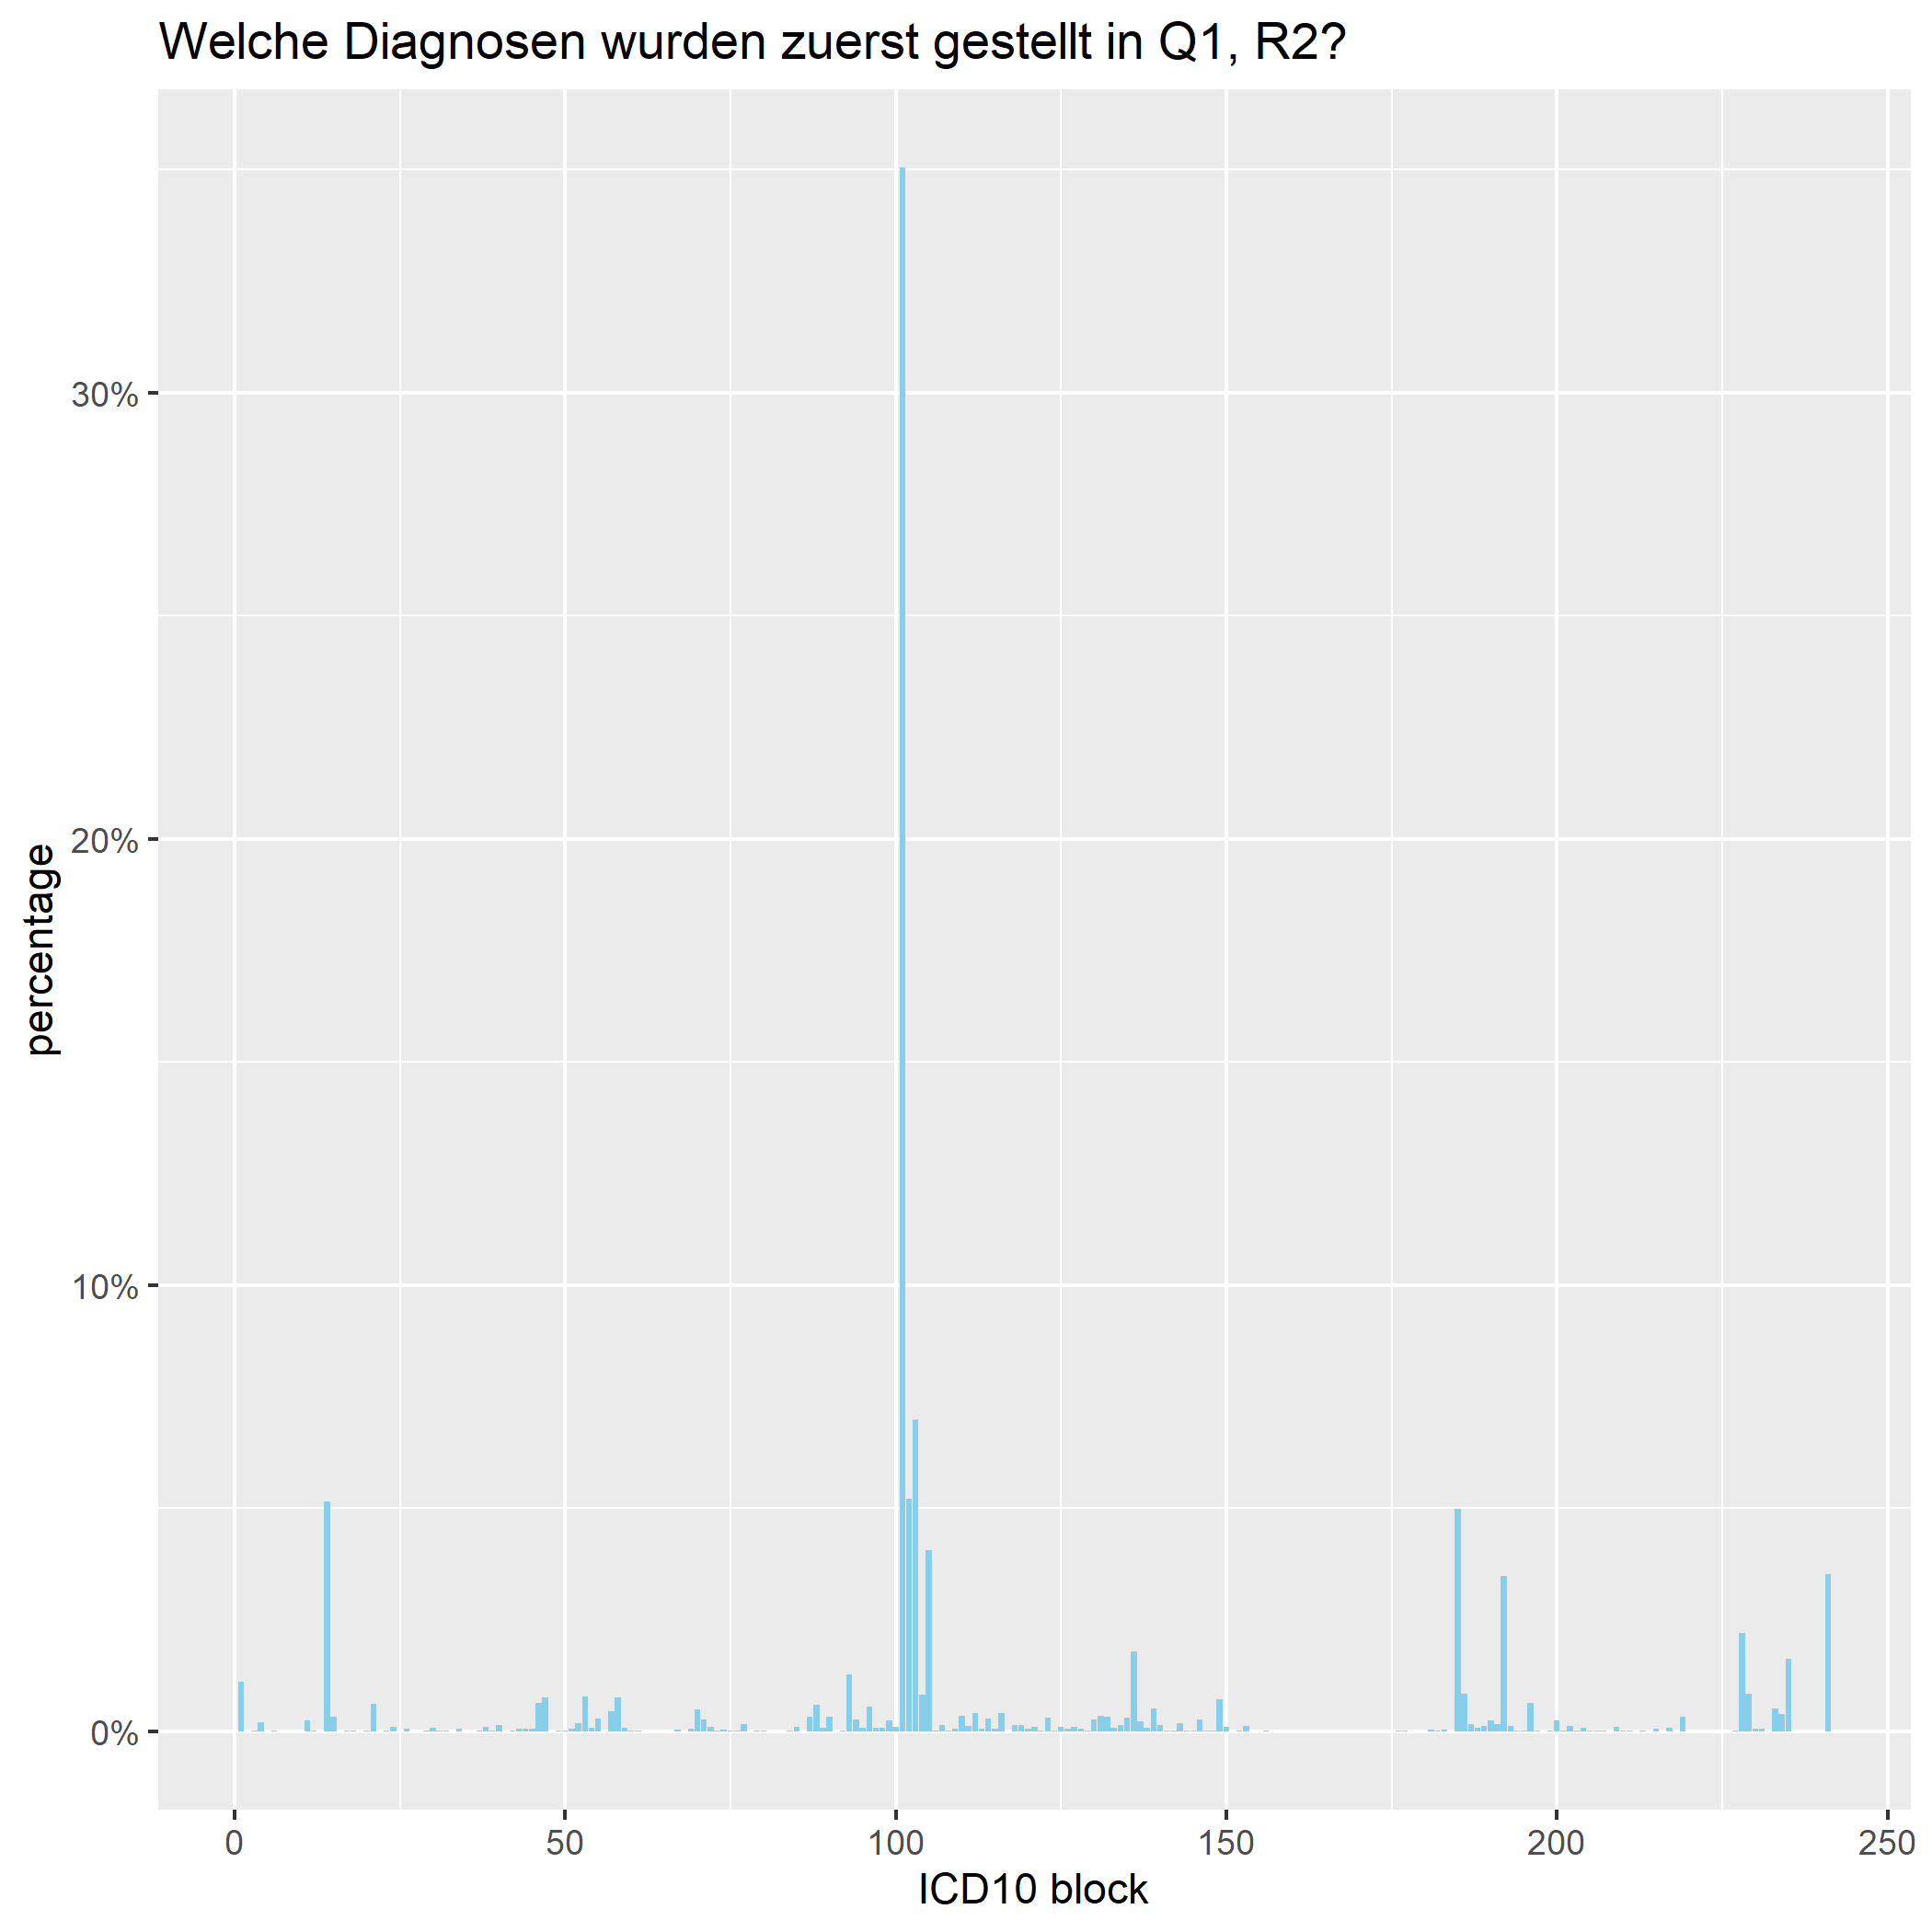 Welche Diagnosen wurden zuerst gestellt in Q1, R2?
30%
20%
10%
0%
percentage
0 50 100 150 200 250
ICD10 block